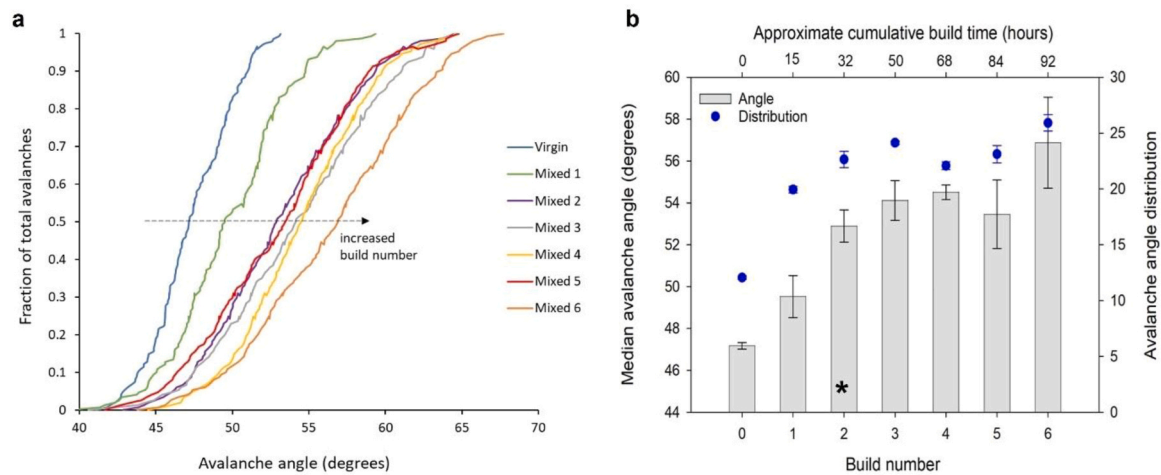 a
1
0.9
0.8
0.7
0.6
0.5
0.4
0.3
0.2
0.1
0
40
45
50
55
60
65
70
Fraction of total avalanches
Avalanche angle (degrees)
increased
build number
Virgin
Mixed 1
Mixed 2
Mixed 3
Mixed 4
Mixed 5
Mixed 6
b
Approximate cumulative build time (hours)
0
15
32
50
68
84
92
60
58
56
54
52
50
48
46
44
Median avalanche angle (degrees)
Angle
Distribution
*
30
25
20
15
10
5
0
Avalanche angle distribution
0
1
2
3
4
5
6
Build number